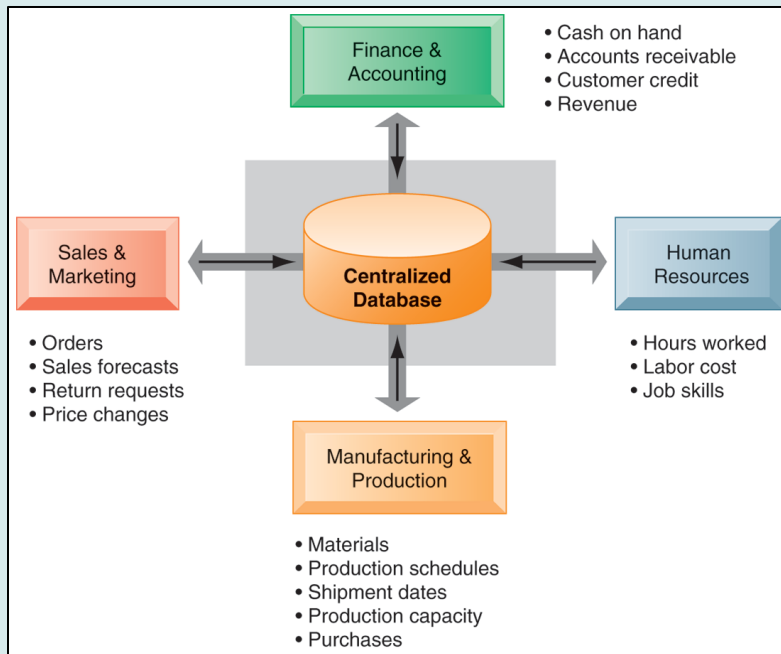 Finance &
Accounting
• Cash on hand
• Accounts receivable
• Customer credit
• Revenue
Sales &
Marketing
• Orders
• Sales forecasts
• Return requests
• Price changes
Centralized
Database
Human
Resources
• Hours worked
• Labor cost
• Job skills
Manufacturing &
Production
• Materials
• Production schedules
• Shipment dates
• Production capacity
• Purchases